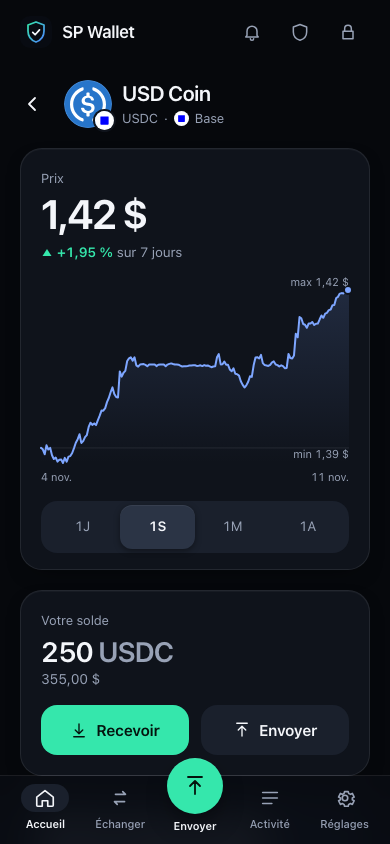 SP Wallet
USD Coin
USDC · Base
Prix
1,42 $
+1,95 % sur 7 jours
max 1,42 $
min 1,39 $
4 nov. 11 nov.
1J 1S 1M 1A
Votre solde
250 USDC
355,00 $
Recevoir Envoyer
Accueil Échanger Envoyer Activité Réglages